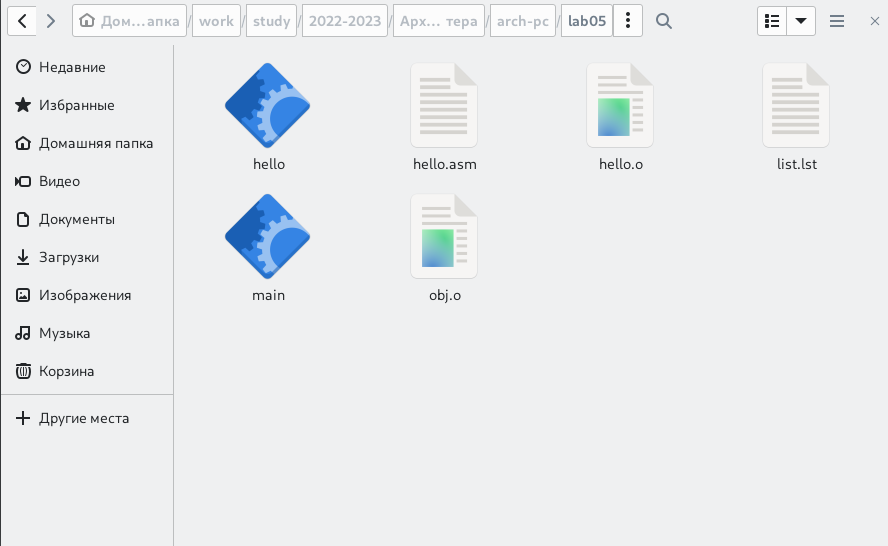 Дом…апка / work / study / 2022-2023 / Арх… тера / arch-pc / lab05
Недавние
Избранные
Домашняя папка
Видео
Документы
Загрузки
Изображения
Музыка
Корзина
Другие места
hello hello.asm hello.o list.lst
main obj.o